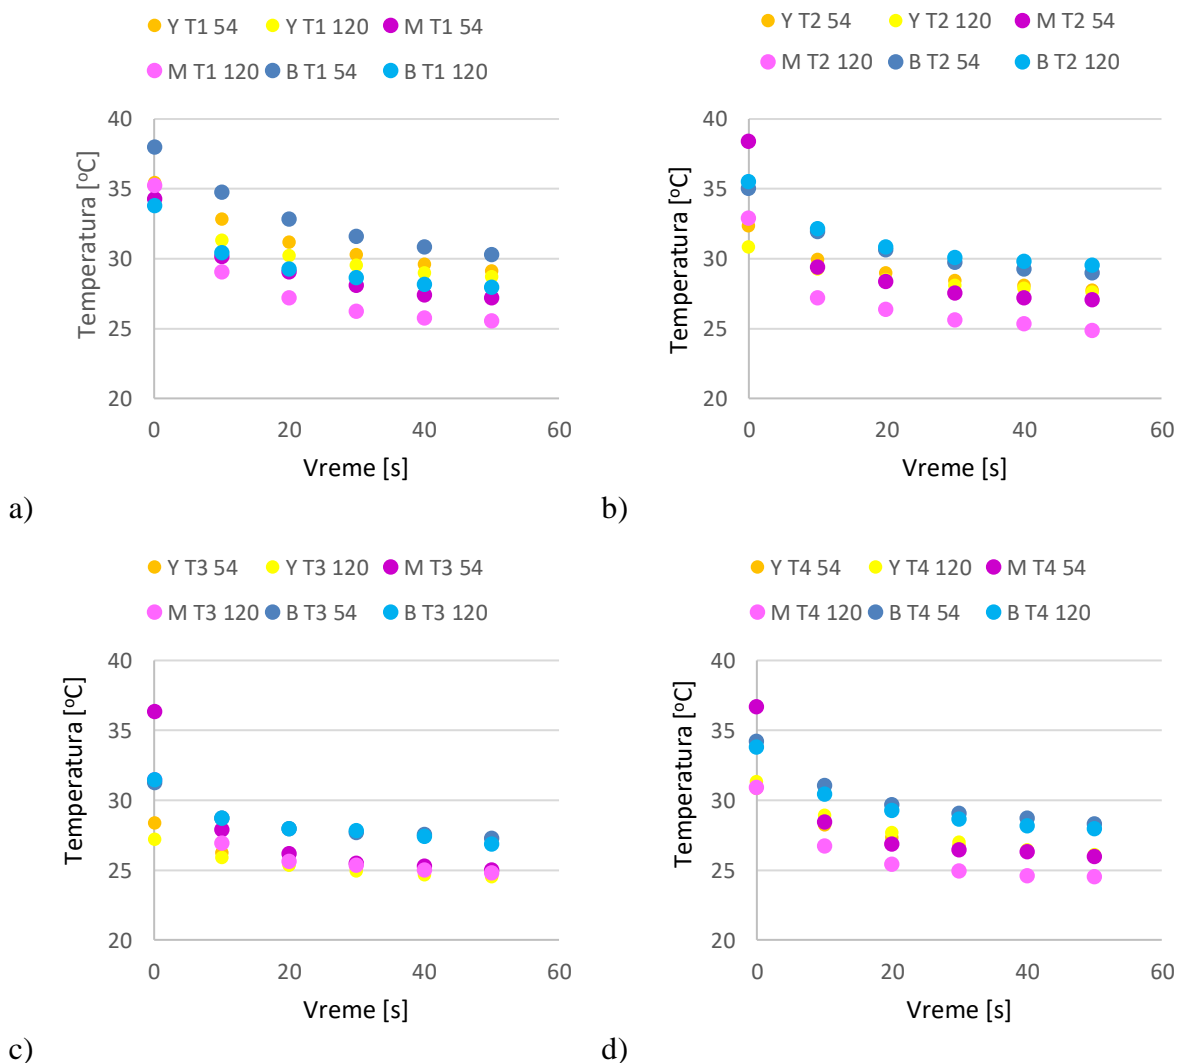 Y T1 54 Y T1 120 M T1 54
M T1 120 B T1 54 B T1 120
40
35
30
25
20
0 20 40 60
Temperatura [ºC]
Vreme [s]
a)
Y T2 54 Y T2 120 M T2 54
M T2 120 B T2 54 B T2 120
40
35
30
25
20
0 20 40 60
Temperatura [ºC]
Vreme [s]
b)
Y T3 54 Y T3 120 M T3 54
M T3 120 B T3 54 B T3 120
40
35
30
25
20
0 20 40 60
Temperatura [ºC]
Vreme [s]
c)
Y T4 54 Y T4 120 M T4 54
M T4 120 B T4 54 B T4 120
40
35
30
25
20
0 20 40 60
Temperatura [ºC]
Vreme [s]
d)